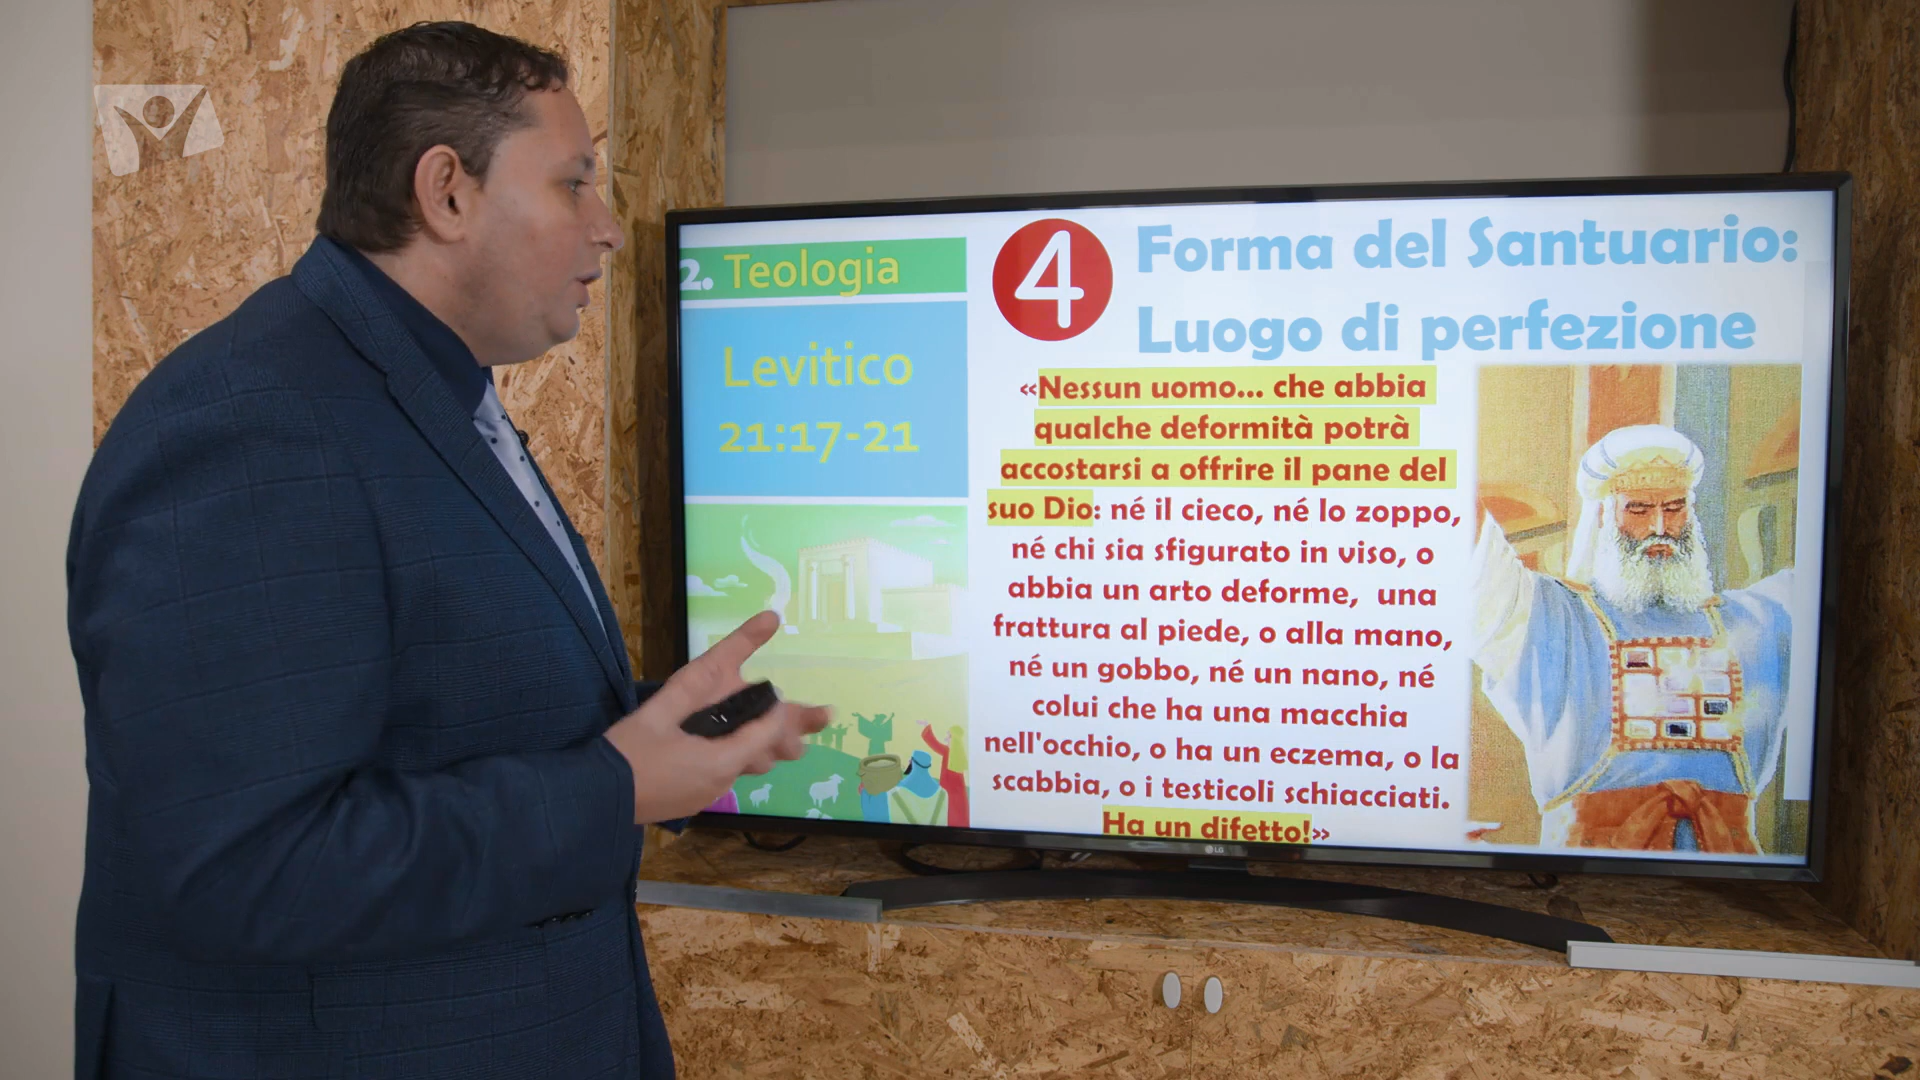 2. Teologia
Levitico
21:17-21
4
Forma del Santuario:
Luogo di perfezione
«Nessun uomo... che abbia
qualche deformità potrà
accostarsi a offrire il pane del
suo Dio: né il cieco, né lo zoppo,
né chi sia sfigurato in viso, o
abbia un arto deforme, una
frattura al piede, o alla mano,
né un gobbo, né un nano, né
colui che ha una macchia
nell'occhio, o ha un eczema, o la
scabbia, o i testicoli schiacciati.
Ha un difetto!»
LG